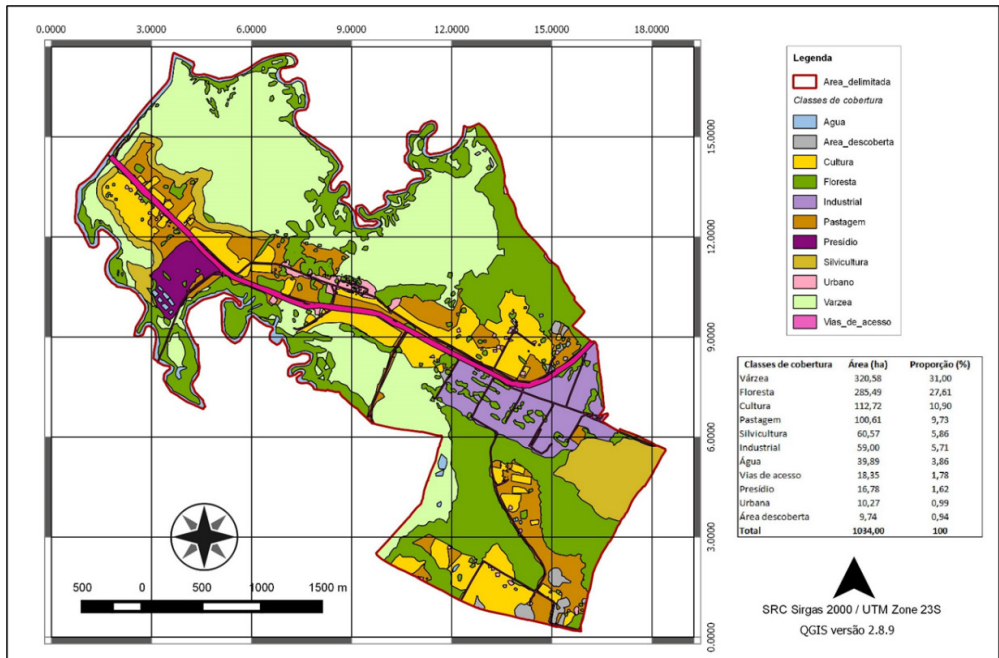 0.0000 3.0000 6.0000 9.0000 12.0000 15.0000 18.0000
15.0000
12.0000
9.0000
6.0000
3.0000
0.0000
Legenda
Area_delimitada
Classes de cobertura
Agua
Area_descoberta
Cultura
Floresta
Industrial
Pastagem
Presídio
Silvicultura
Urbano
Varzea
Vias_de_acesso
Classes de cobertura Área (ha) Proporção (%)
Várzea 320,58 31,00
Floresta 285,49 27,61
Cultura 112,72 10,90
Pastagem 100,61 9,73
Silvicultura 60,57 5,86
Industrial 59,00 5,71
Água 39,89 3,86
Vias de acesso 18,35 1,78
Presídio 16,78 1,62
Urbana 10,27 0,99
Área descoberta 9,74 0,94
Total 1034,00 100
500 0 500 1000 1500 m
SRC Sirgas 2000 / UTM Zone 23S
QGIS versão 2.8.9